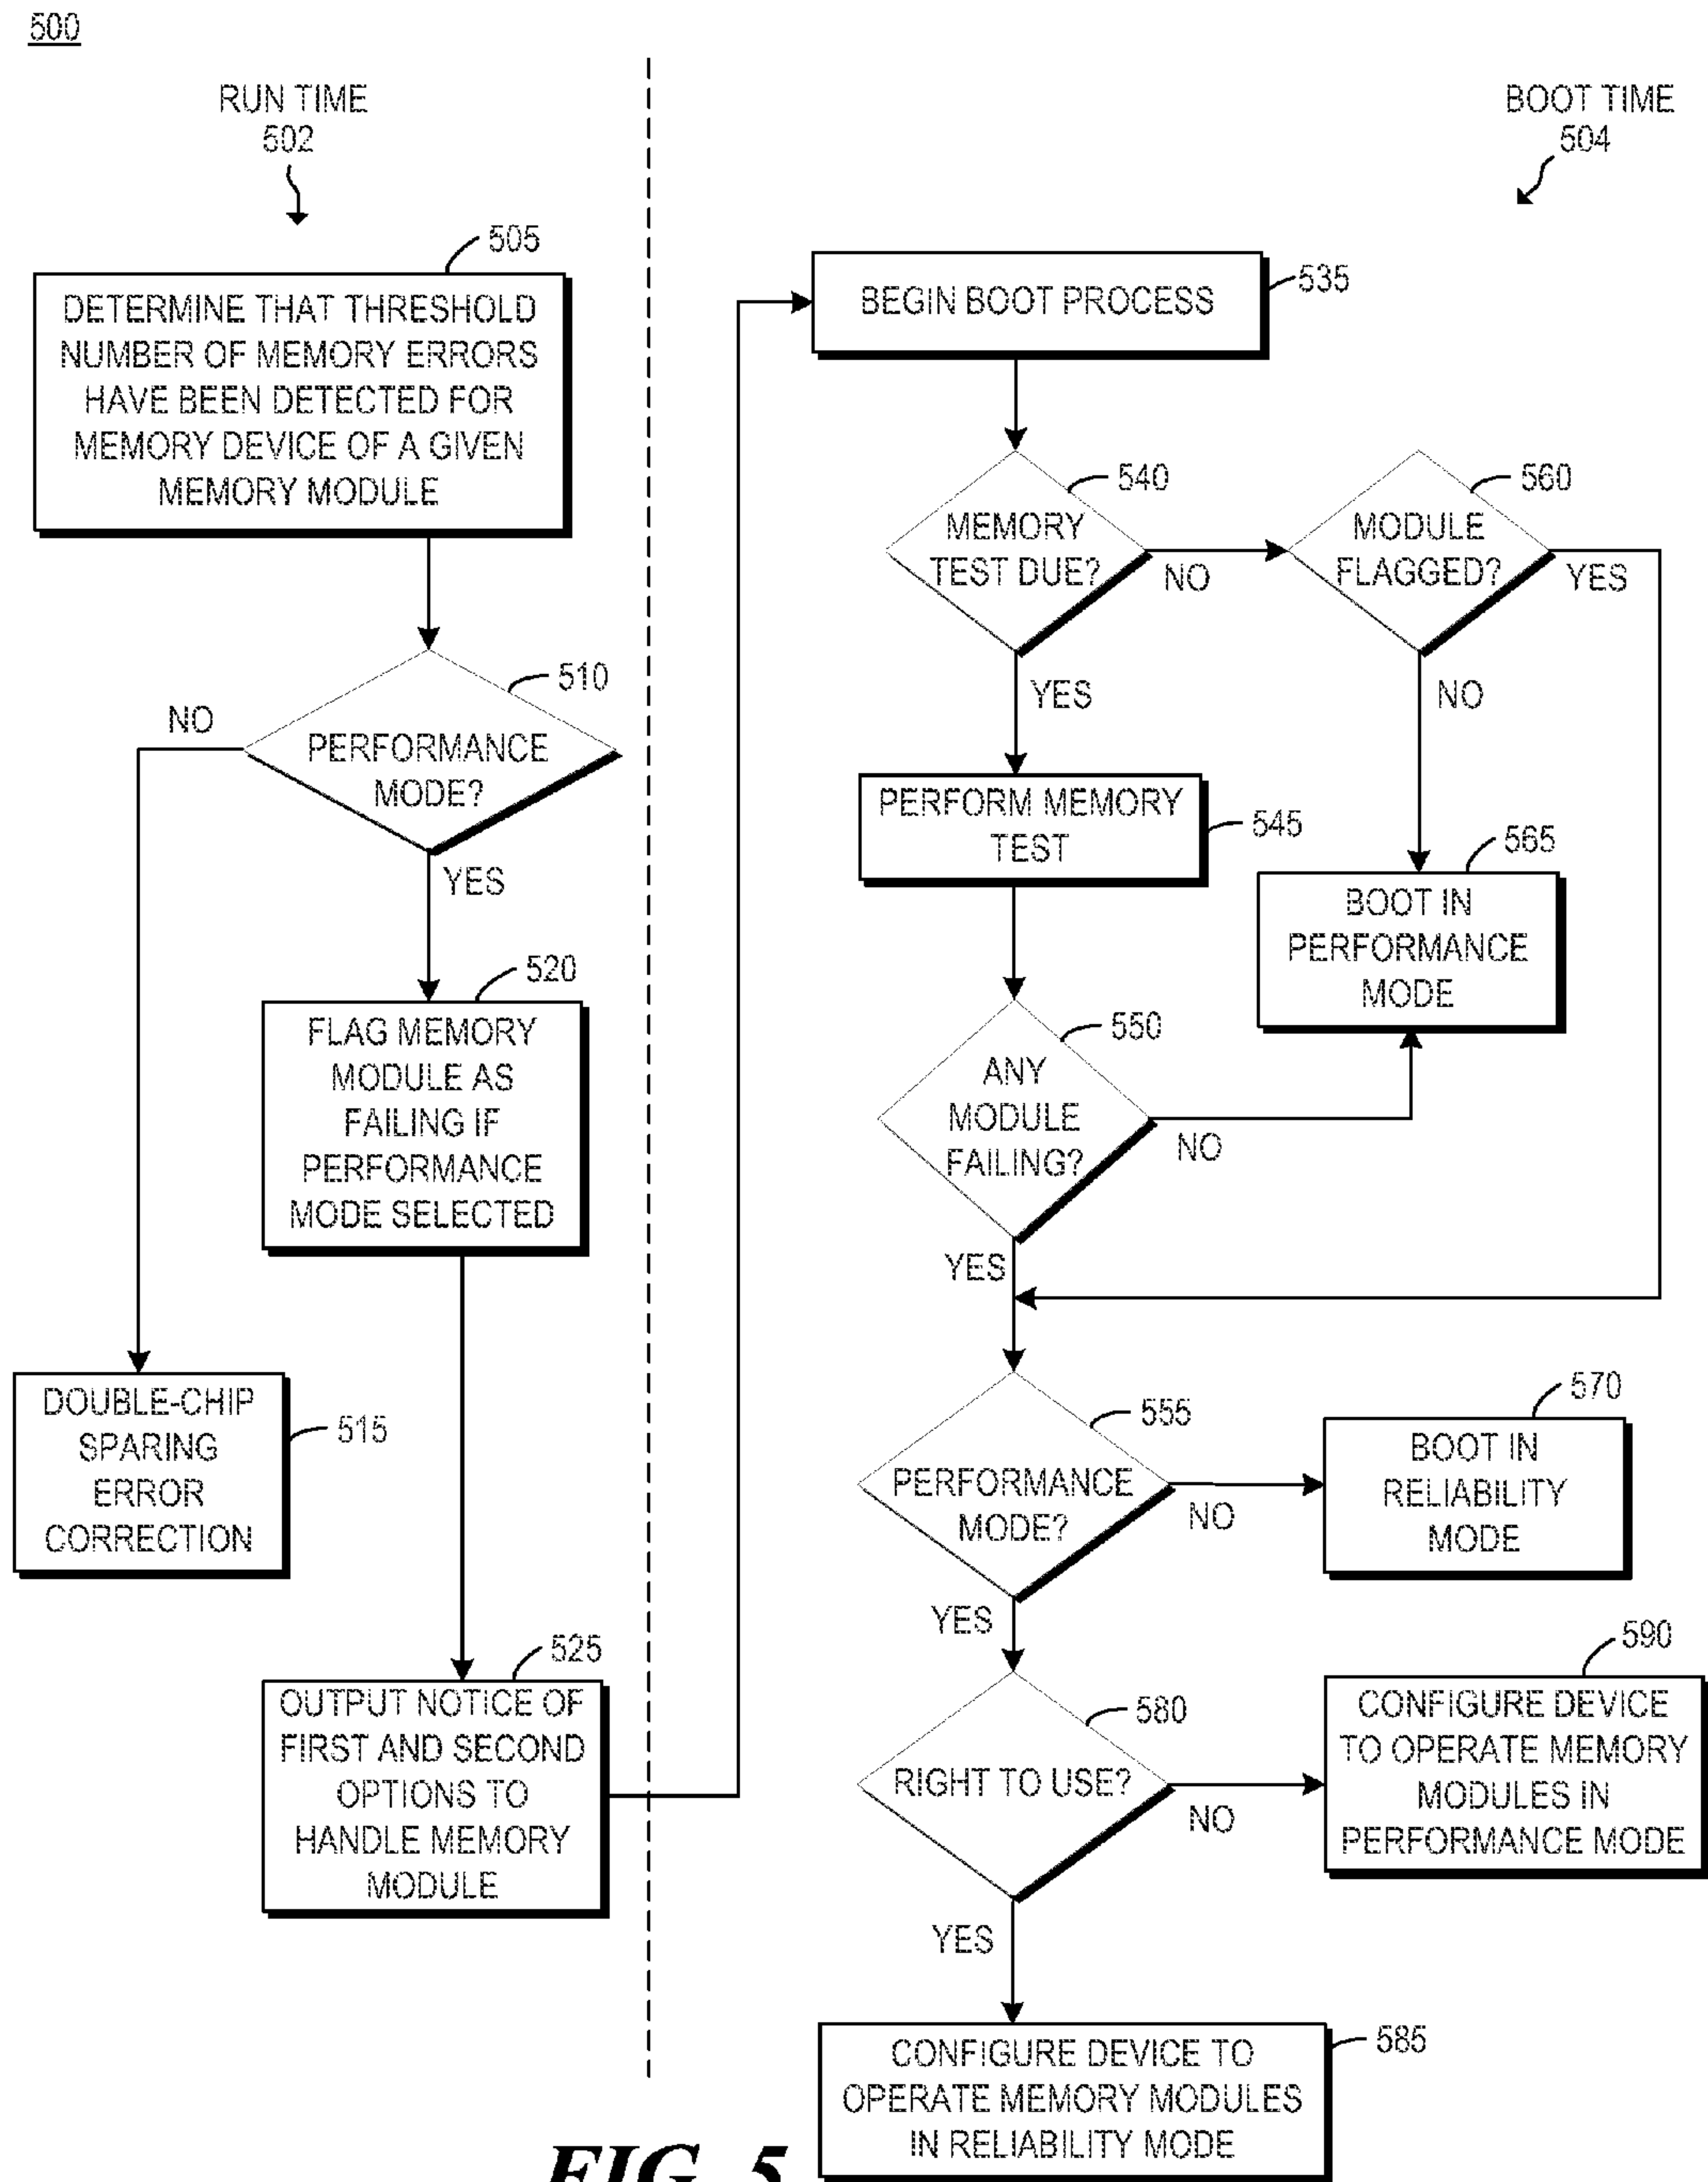 500
RUN TIME
502
BOOT TIME
504
505
DETERMINE THAT THRESHOLD
NUMBER OF MEMORY ERRORS
HAVE BEEN DETECTED FOR
MEMORY DEVICE OF A GIVEN
MEMORY MODULE
510
NO
PERFORMANCE
MODE?
YES
520
FLAG MEMORY
MODULE AS
FAILING IF
PERFORMANCE
MODE SELECTED
DOUBLE-CHIP
SPARING
ERROR
CORRECTION
515
525
OUTPUT NOTICE OF
FIRST AND SECOND
OPTIONS TO
HANDLE MEMORY
MODULE
BEGIN BOOT PROCESS
535
540
MEMORY
TEST DUE?
NO
YES
560
MODULE
FLAGGED?
YES
NO
PERFORM MEMORY
TEST
545
565
BOOT IN
PERFORMANCE
MODE
550
ANY
MODULE
FAILING?
NO
YES
555
PERFORMANCE
MODE?
NO
YES
570
BOOT IN
RELIABILITY
MODE
580
RIGHT TO USE?
NO
YES
590
CONFIGURE DEVICE
TO OPERATE MEMORY
MODULES IN
PERFORMANCE MODE
585
CONFIGURE DEVICE TO
OPERATE MEMORY MODULES
IN RELIABILITY MODE
FIG. 5